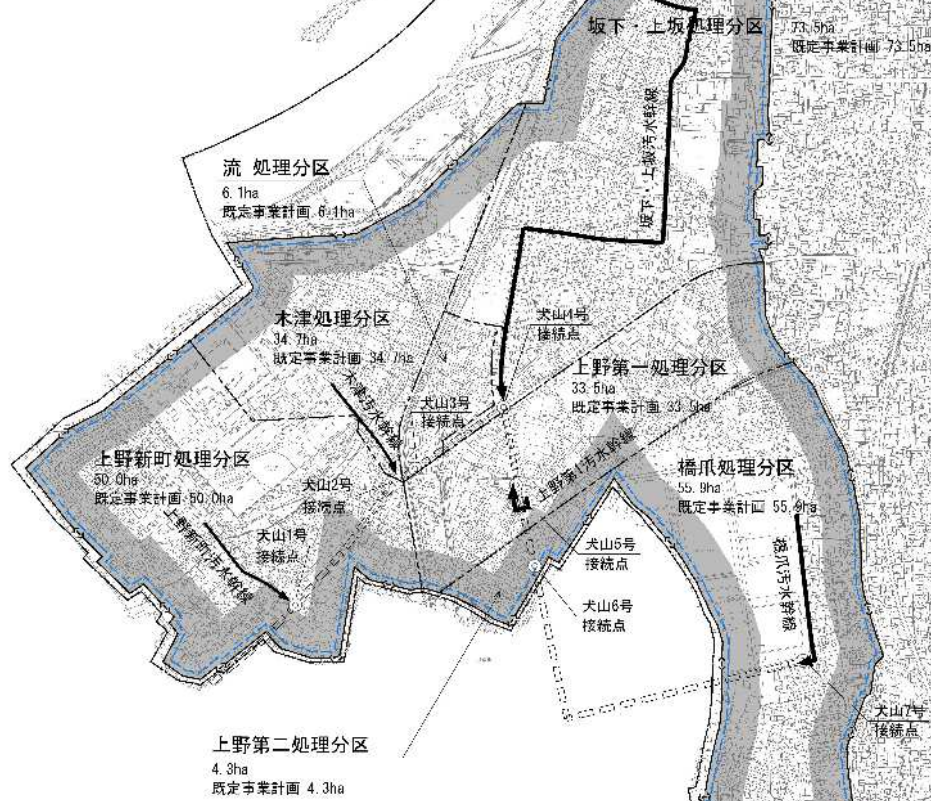 坂下・上坂処理分区
73.5ha
既定事業計画 73.5ha
坂下・上坂汚水幹線
流 処理分区
6.1ha
既定事業計画 6.1ha
木津処理分区
34.7ha
既定事業計画 34.7ha
木津汚水幹線
犬山4号
接続点
上野第一処理分区
33.5ha
既定事業計画 33.5ha
犬山3号
接続点
上野第1汚水幹線
上野新町処理分区
50.0ha
既定事業計画 50.0ha
上野新町汚水幹線
犬山2号
接続点
犬山1号
接続点
橋爪処理分区
55.9ha
既定事業計画 55.9ha
橋爪汚水幹線
犬山5号
接続点
犬山6号
接続点
犬山7号
接続点
上野第二処理分区
4.3ha
既定事業計画 4.3ha